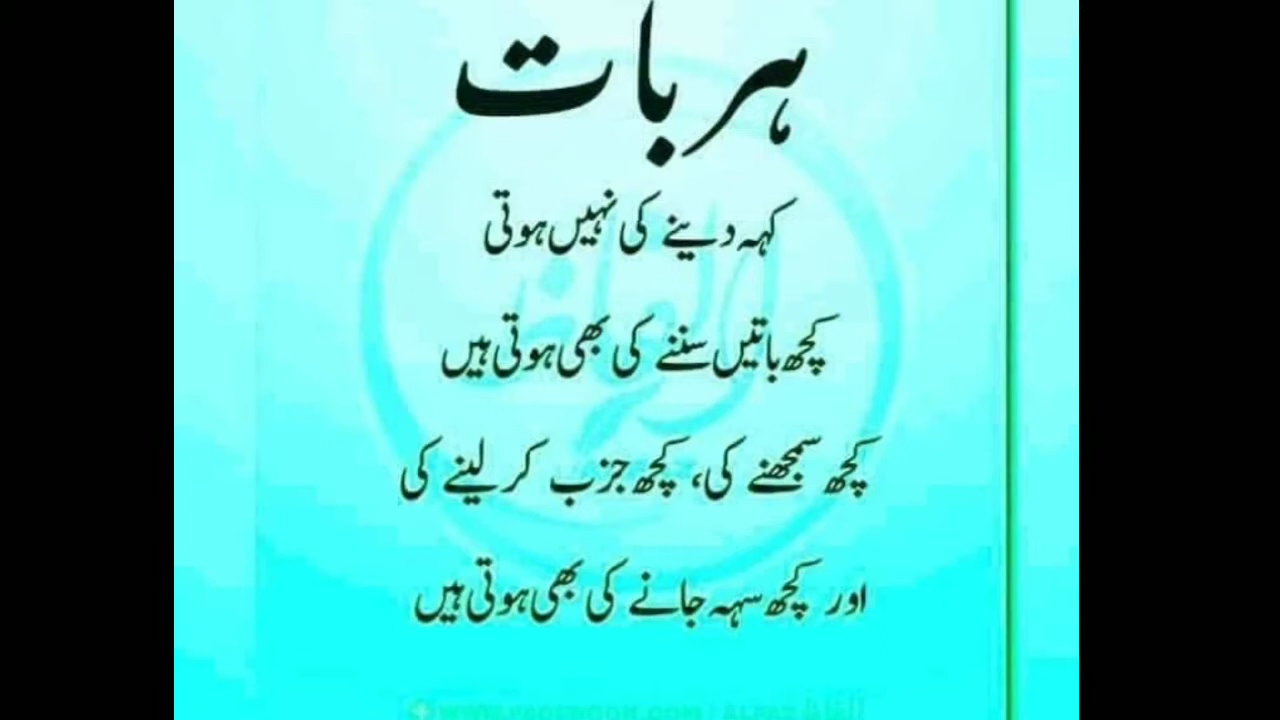 ہر بات
کہہ دینے کی نہیں ہوتی
کچھ باتیں سننے کی بھی ہوتی ہیں
کچھ سمجھنے کی، کچھ جزب کر لینے کی
اور کچھ سہہ جانے کی بھی ہوتی ہیں